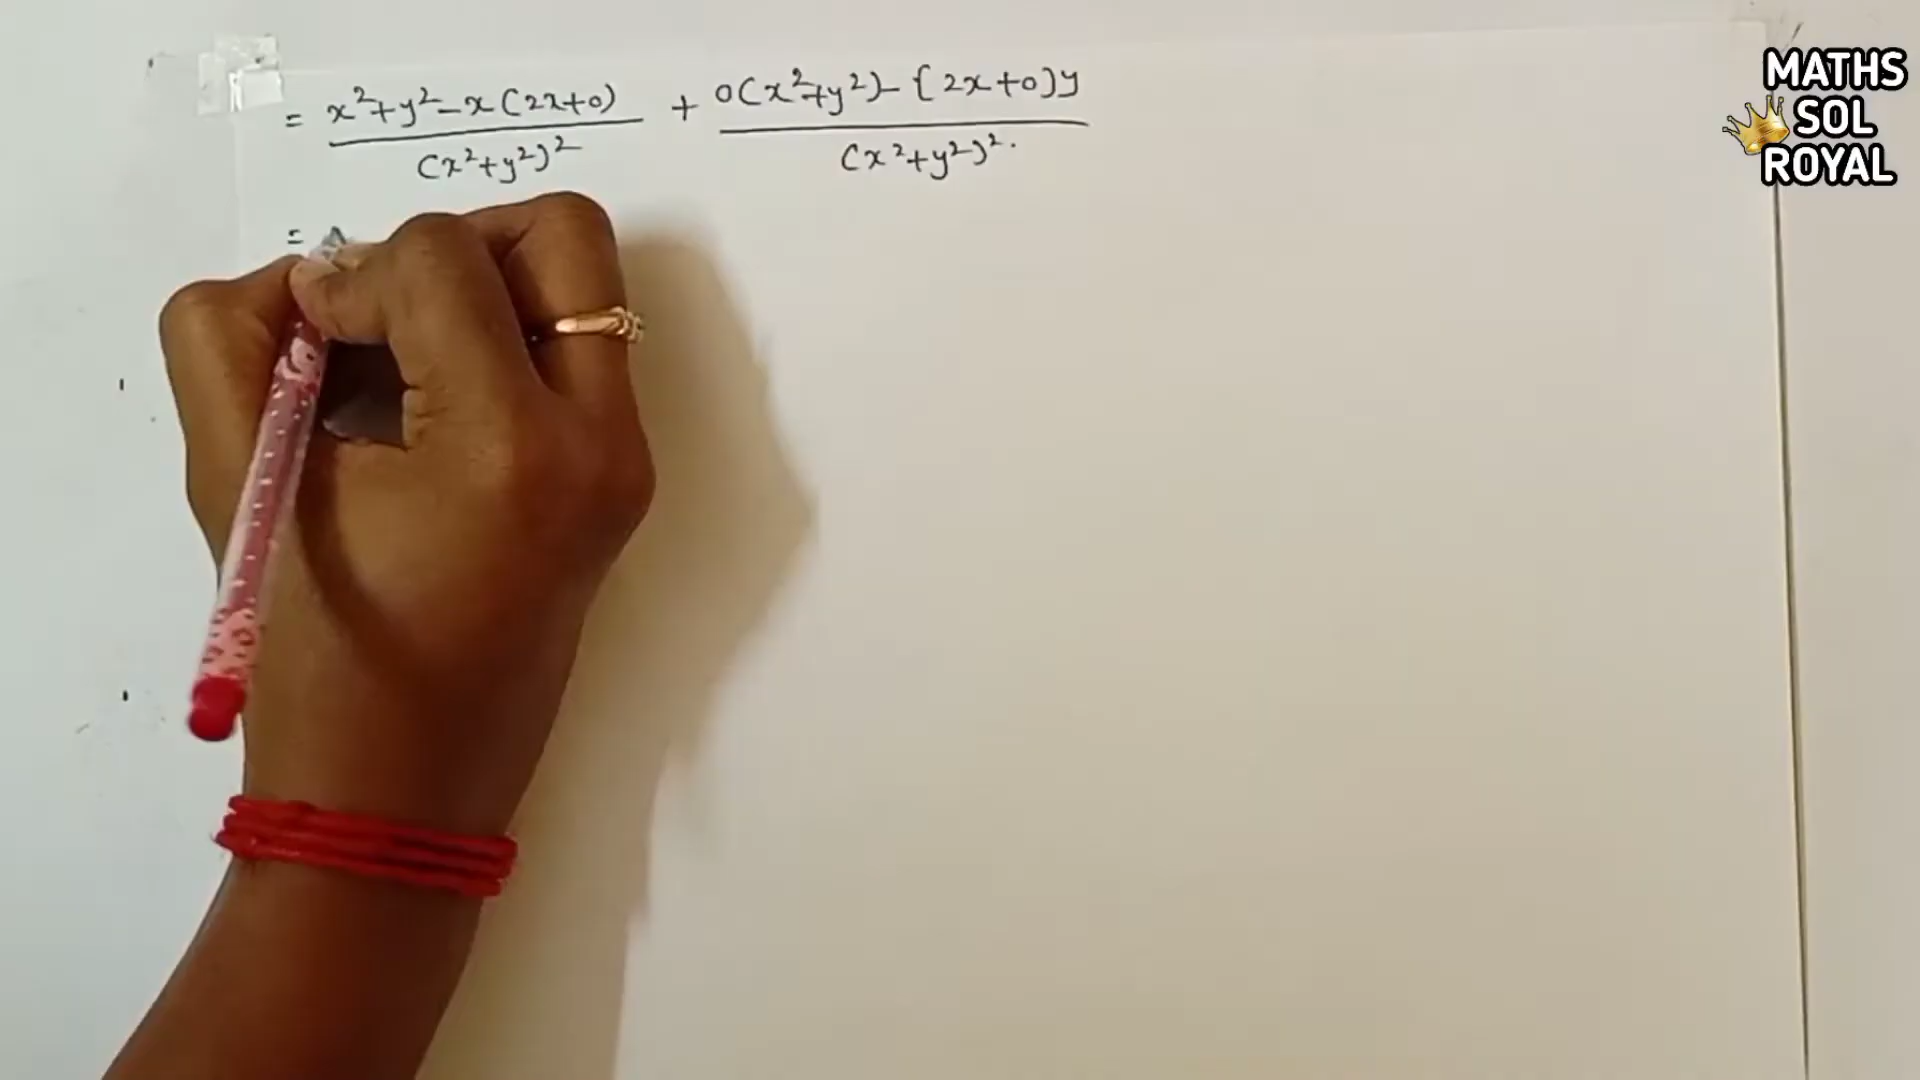 = x²+y²-x(2x+0)/(x²+y²)² + 0(x²+y²)-[2x+0]y/(x²+y²)².
=
MATHS
SOL
ROYAL